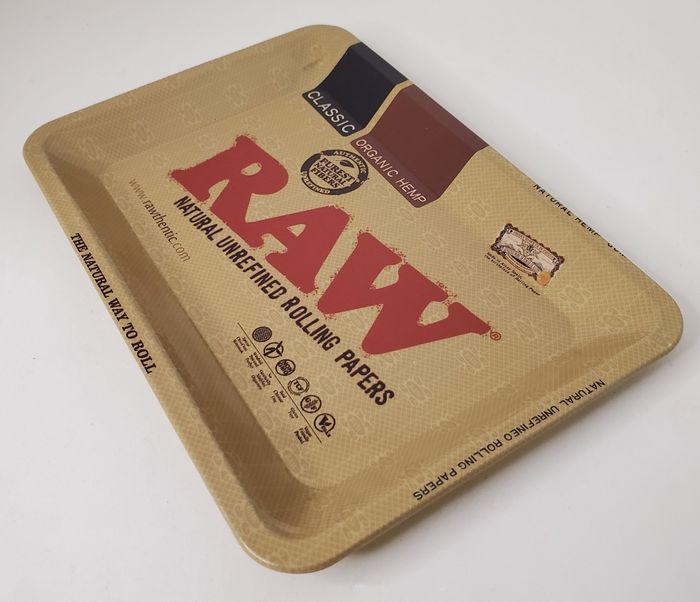 CLASSIC
ORGANIC HEMP
AUTHENTIC
PUREST
NATURAL
FIBERS
UNREFINED
RAW®
NATURAL UNREFINED ROLLING PAPERS
www.rawthentic.com
THE NATURAL WAY TO ROLL
NATURAL UNREFINED ROLLING PAPERS
NATURAL HEMP